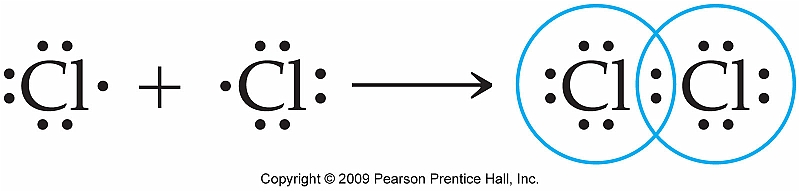 :Cl· + ·Cl: → :Cl:Cl:
Copyright © 2009 Pearson Prentice Hall, Inc.